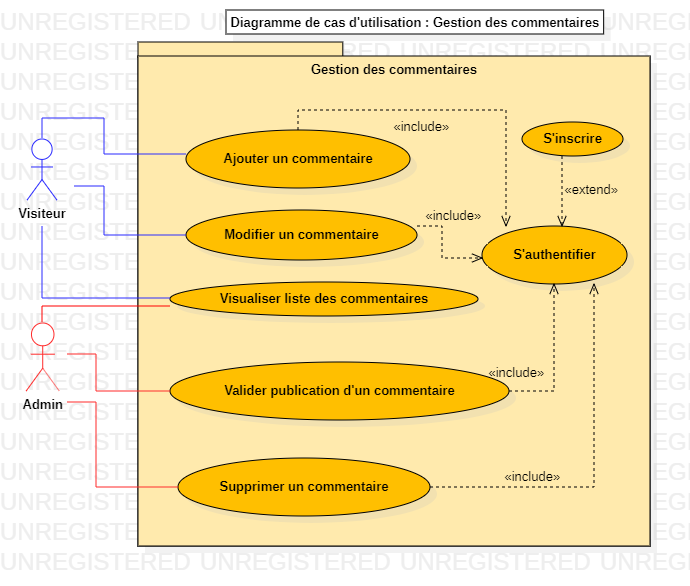 Diagramme de cas d'utilisation : Gestion des commentaires
Gestion des commentaires
«include»
S'inscrire
Ajouter un commentaire
«extend»
Visiteur
«include»
Modifier un commentaire
S'authentifier
Visualiser liste des commentaires
«include»
Valider publication d'un commentaire
Admin
«include»
Supprimer un commentaire
UNREGISTERED UNREGISTERED UNREGISTERED UNREGISTERED